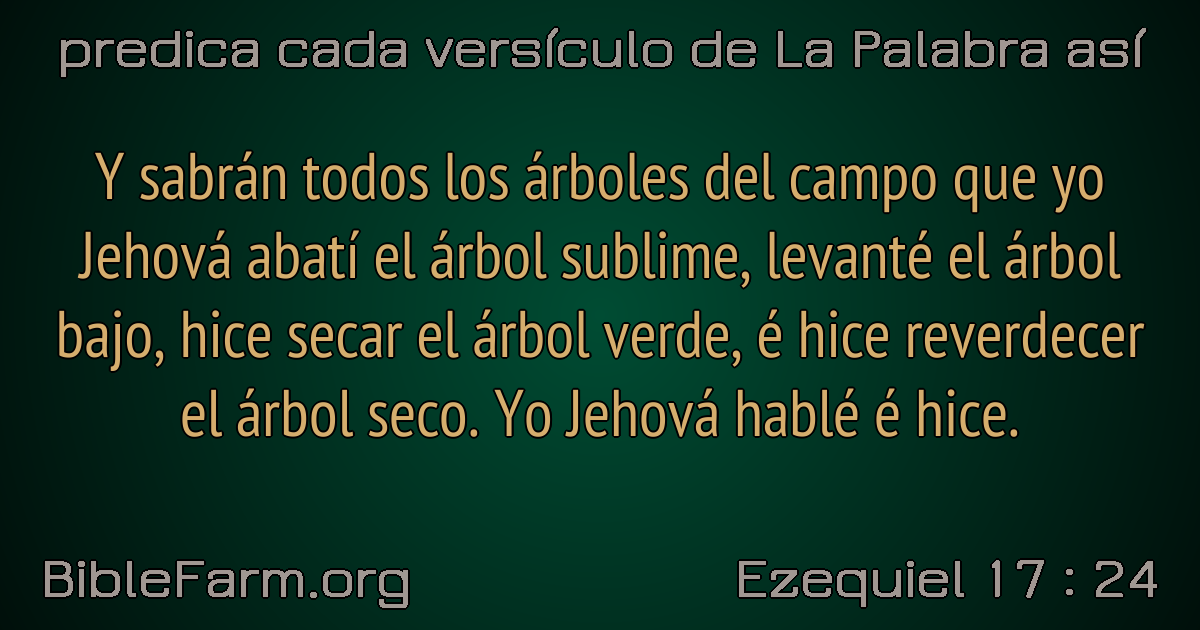 predica cada versículo de La Palabra así
Y sabrán todos los árboles del campo que yo
Jehová abatí el árbol sublime, levanté el árbol
bajo, hice secar el árbol verde, é hice reverdecer
el árbol seco. Yo Jehová hablé é hice.
BibleFarm.org
Ezequiel 17 : 24